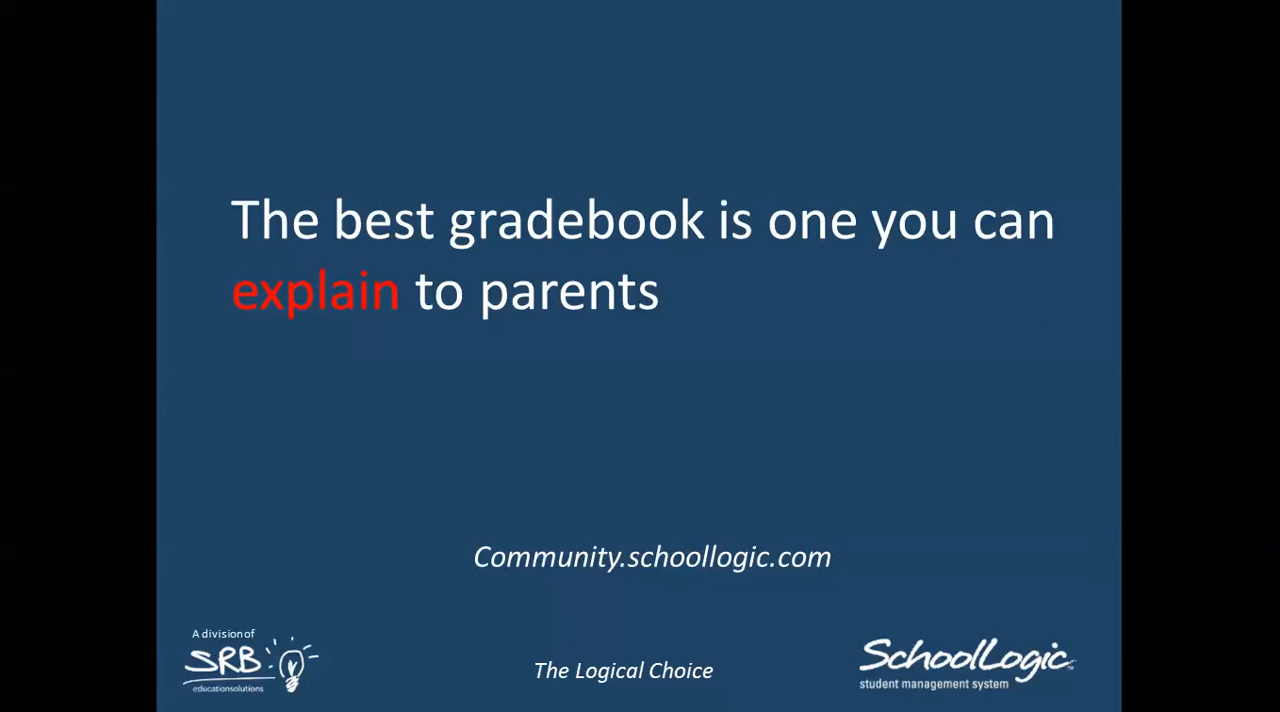 The best gradebook is one you can
explain to parents
Community.schoollogic.com
A division of
SRB
educationsolutions
The Logical Choice
SchoolLogic
student management system